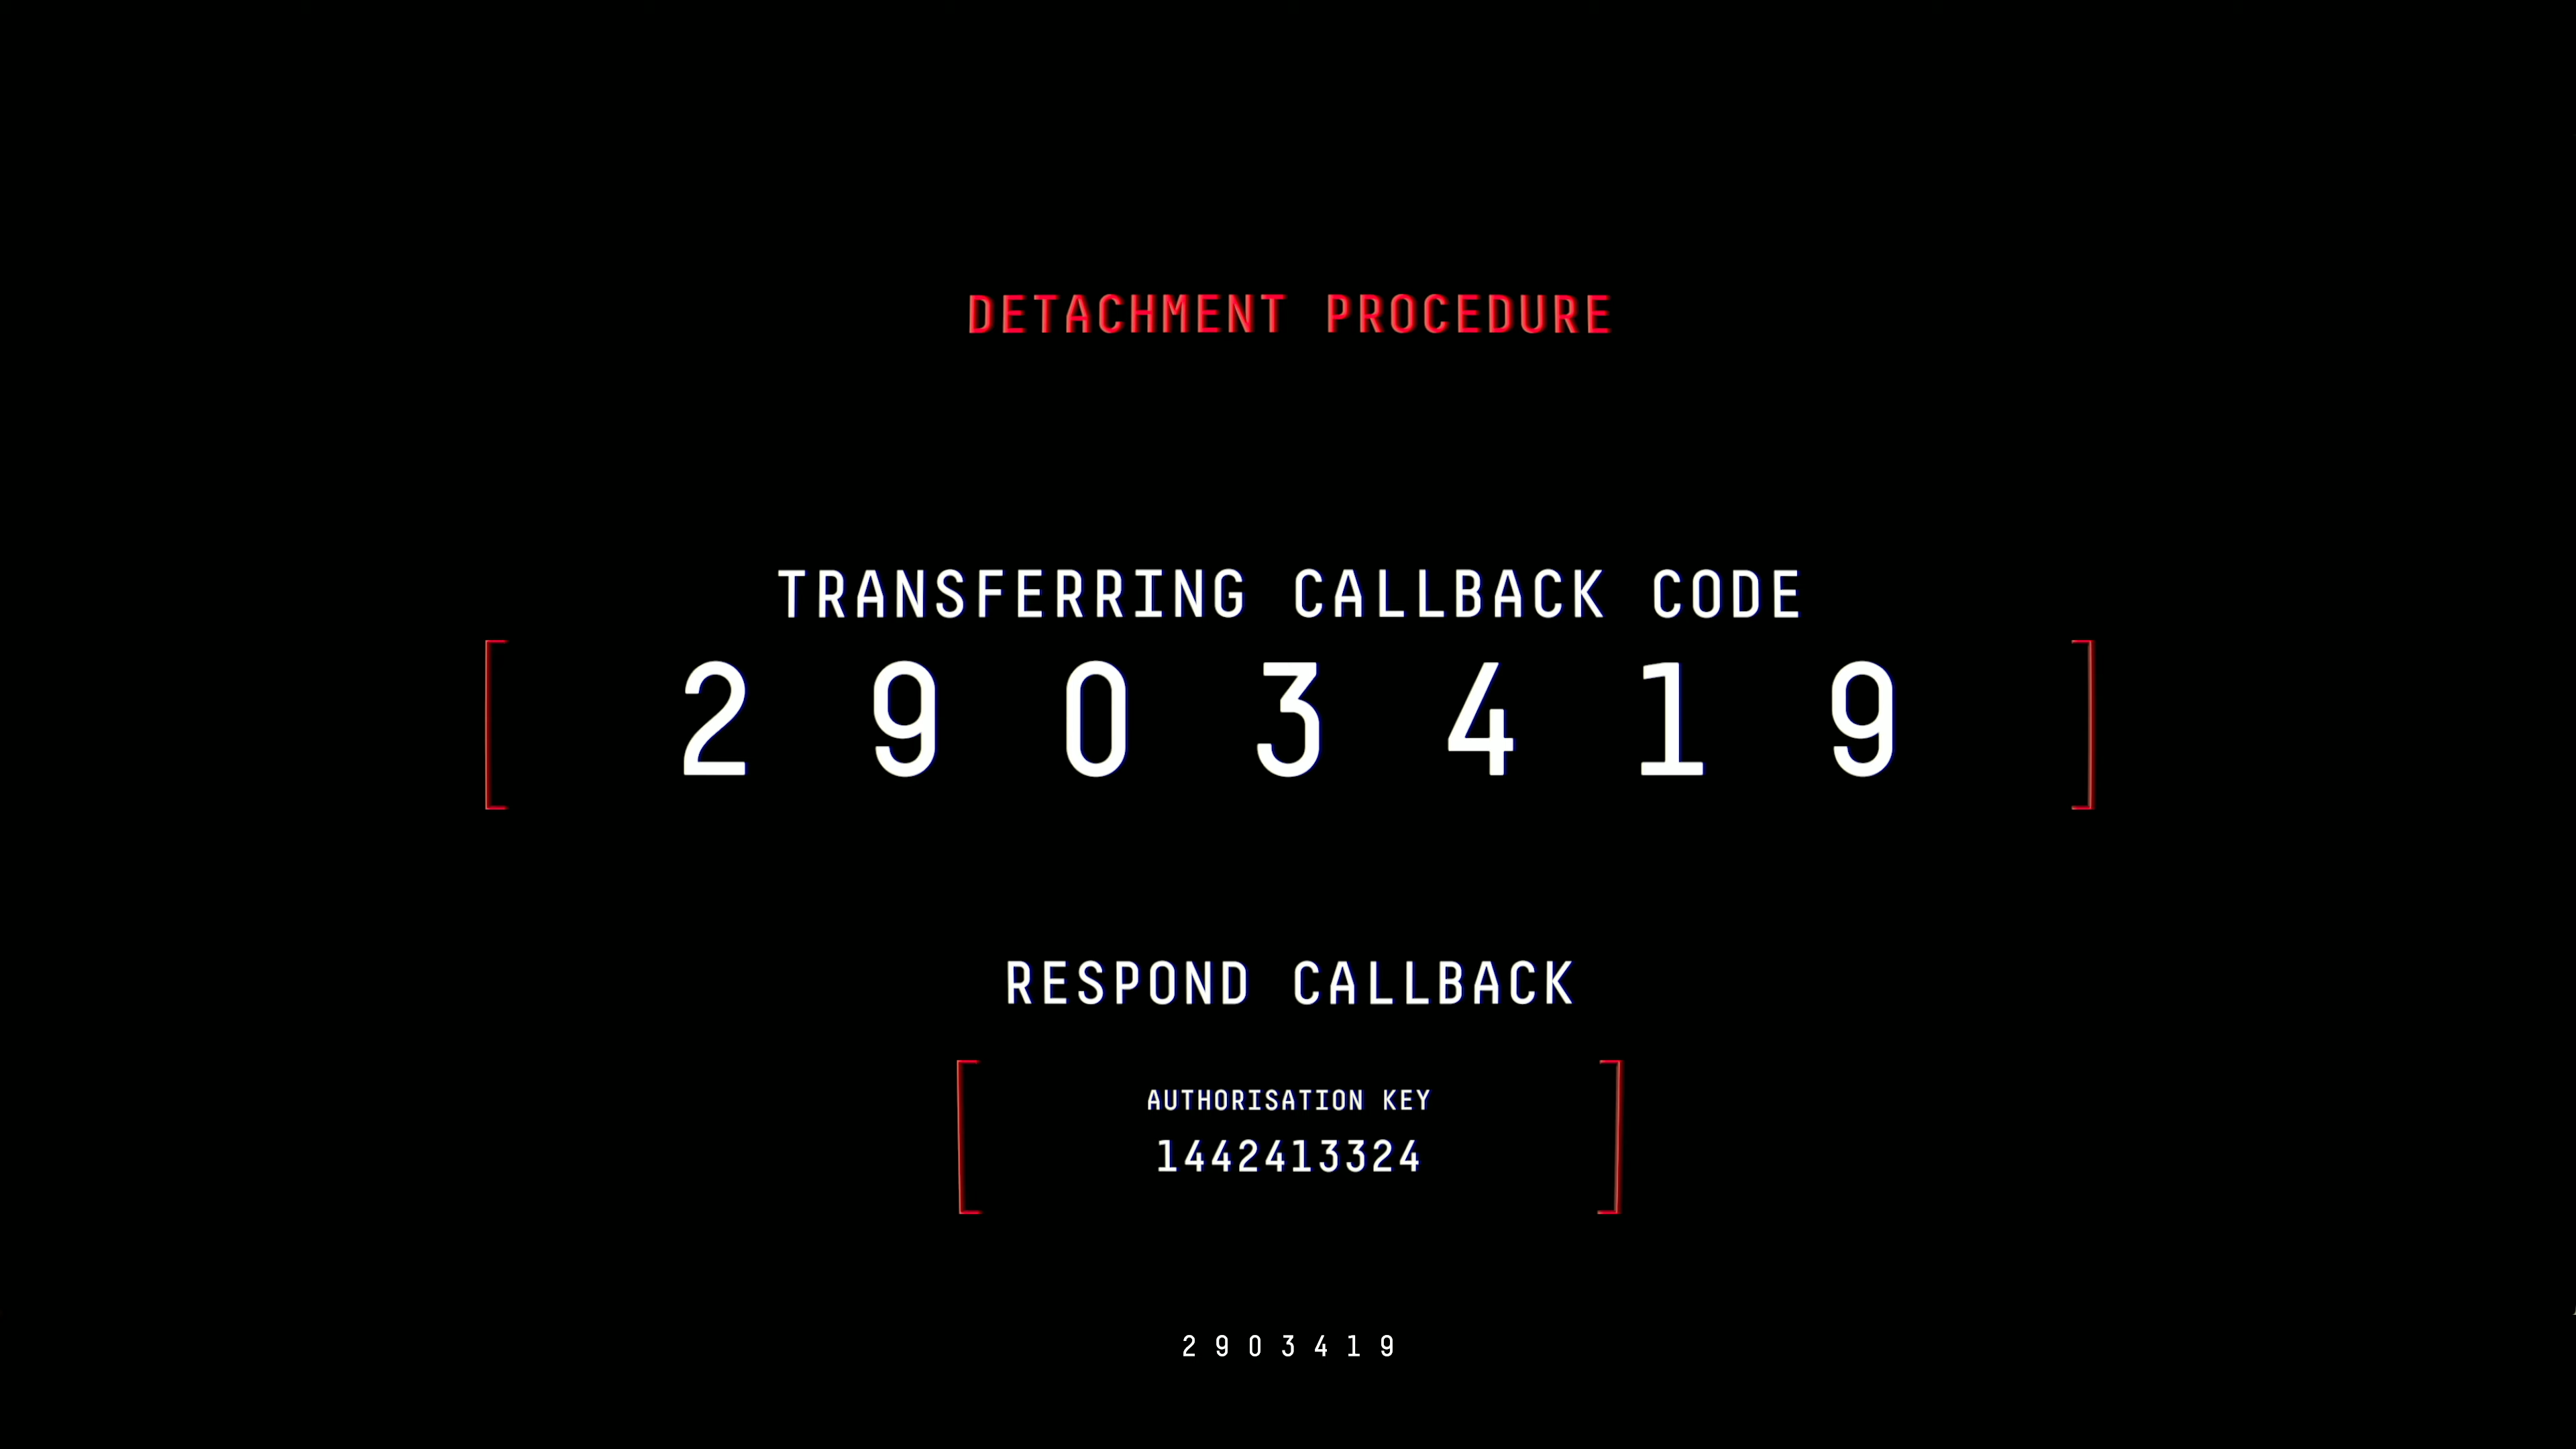 DETACHMENT PROCEDURE
TRANSFERRING CALLBACK CODE
2 9 0 3 4 1 9
RESPOND CALLBACK
AUTHORISATION KEY
1442413324
2 9 0 3 4 1 9